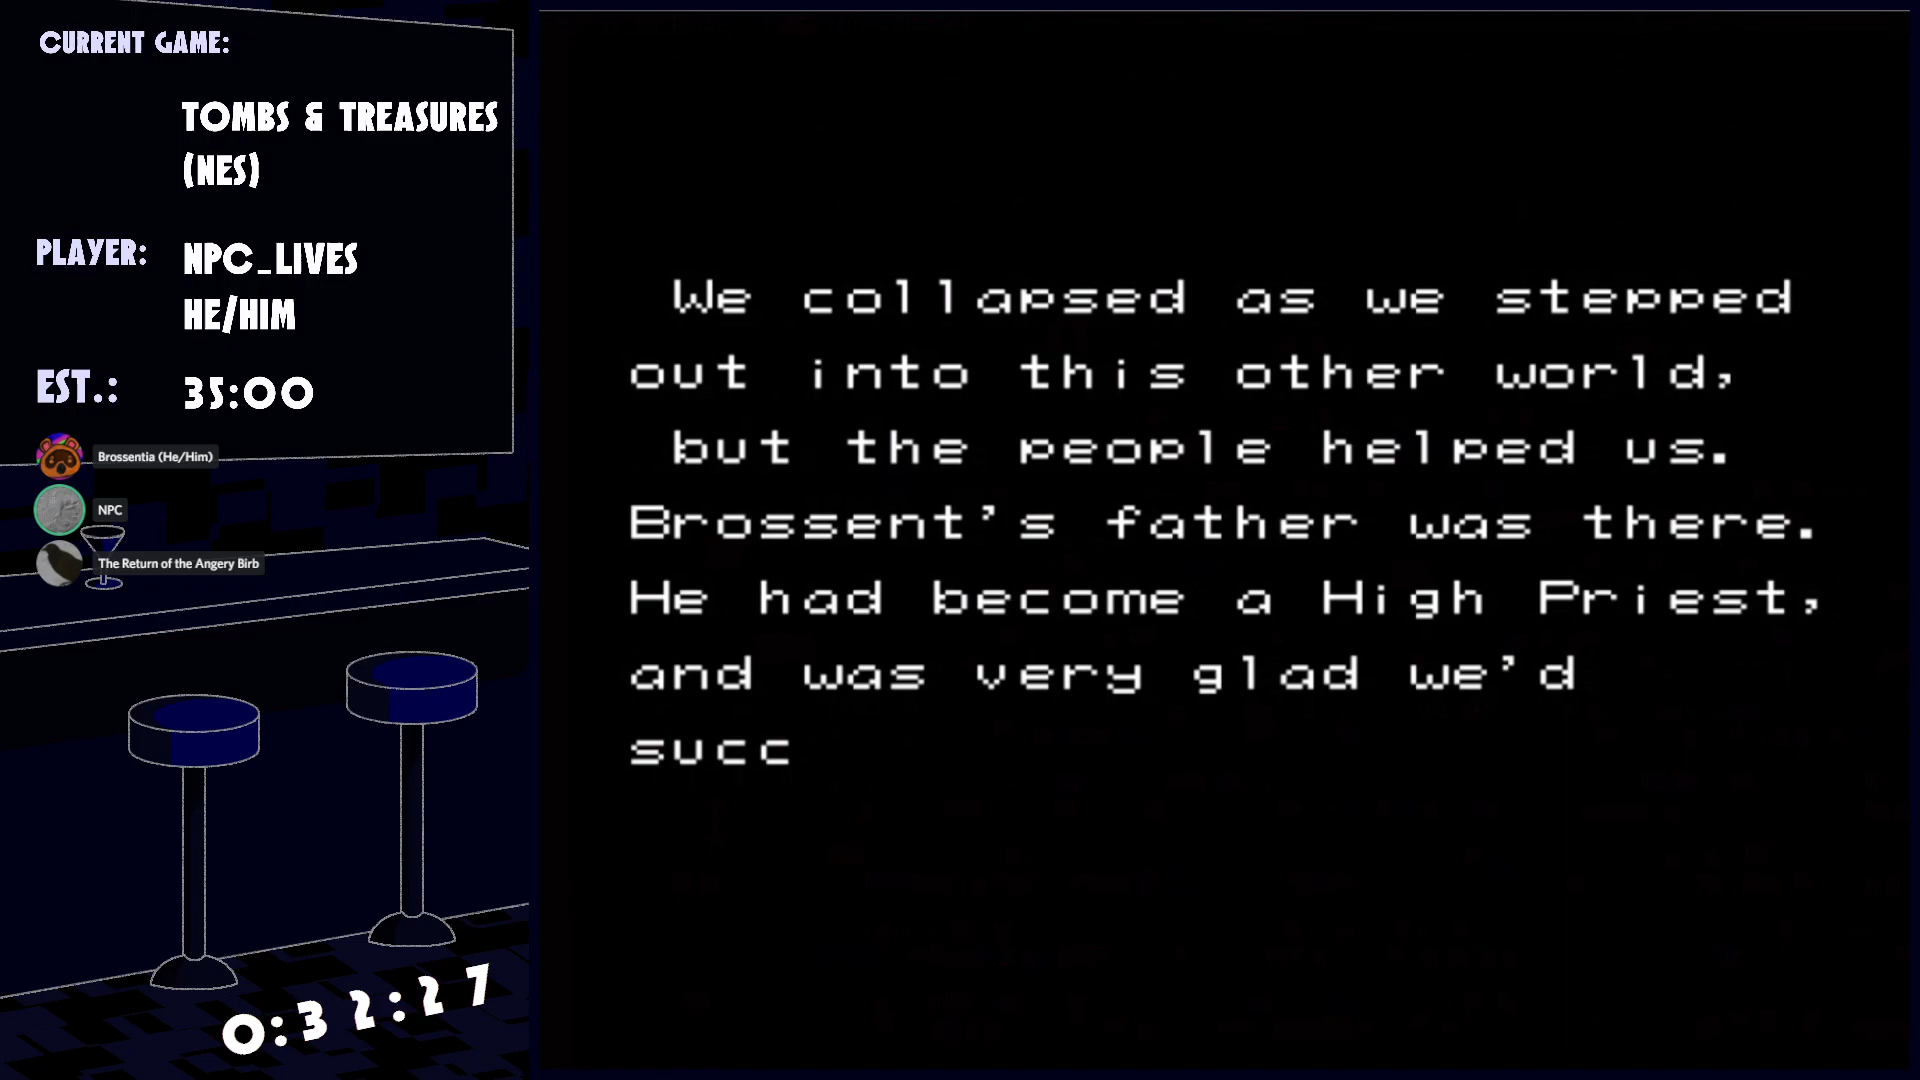 CURRENT GAME:
TOMBS & TREASURES
(NES)
PLAYER:
NPC_LIVES
HE/HIM
EST.:
35:00
Brossentia (He/Him)
NPC
The Return of the Angery Birb
0:32:27
We collapsed as we stepped
out into this other world,
but the people helped us.
Brossent's father was there.
He had become a High Priest,
and was very glad we'd
succ